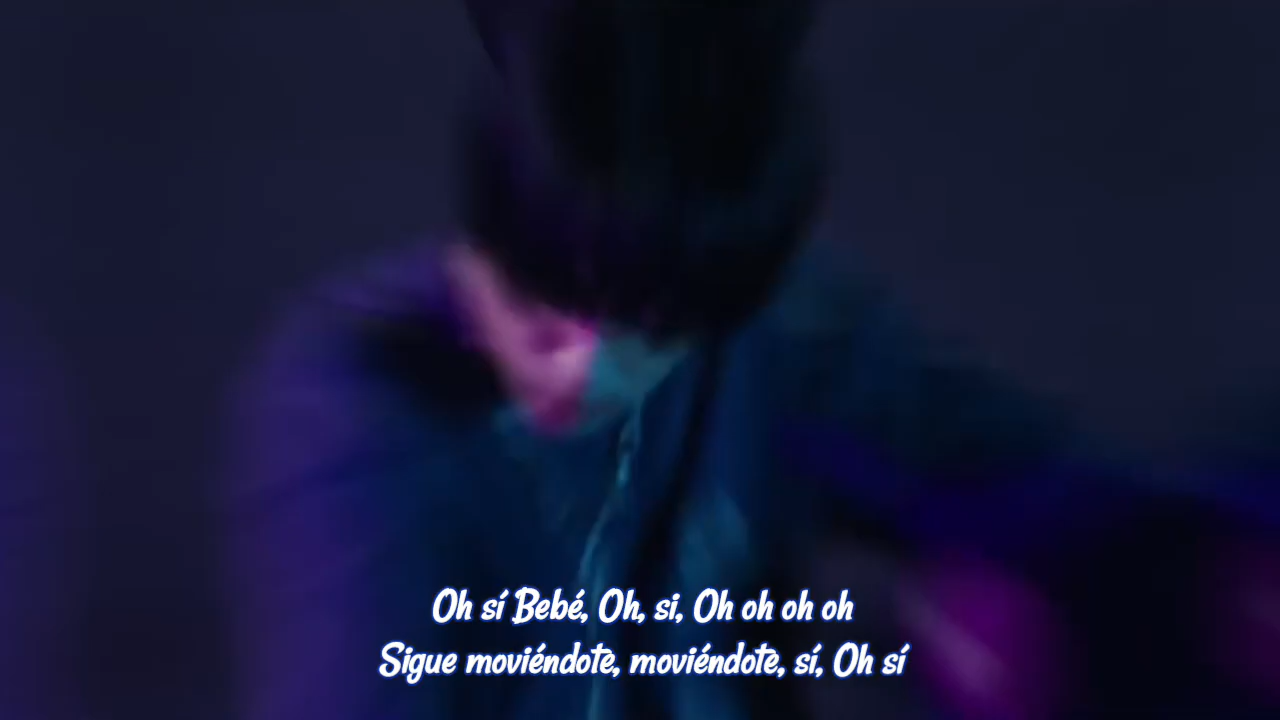 Oh sí Bebé, Oh, si, Oh oh oh oh
Sigue moviéndote, moviéndote, sí, Oh sí